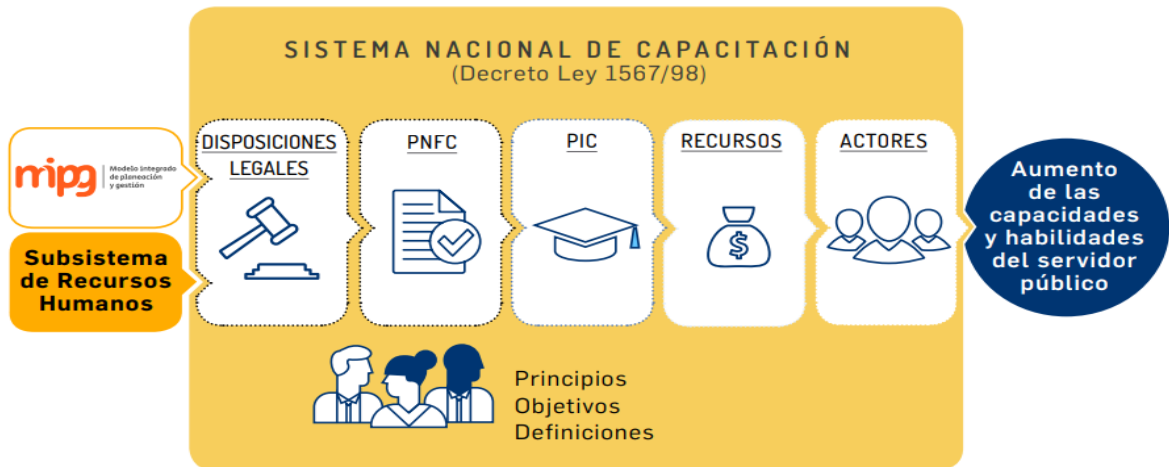 SISTEMA NACIONAL DE CAPACITACIÓN
(Decreto Ley 1567/98)
mipg
Modelo Integrado
de planeación
y gestión
Subsistema
de Recursos
Humanos
DISPOSICIONES
LEGALES
PNFC
PIC
RECURSOS
$
ACTORES
Aumento
de las
capacidades
y habilidades
del servidor
público
Principios
Objetivos
Definiciones